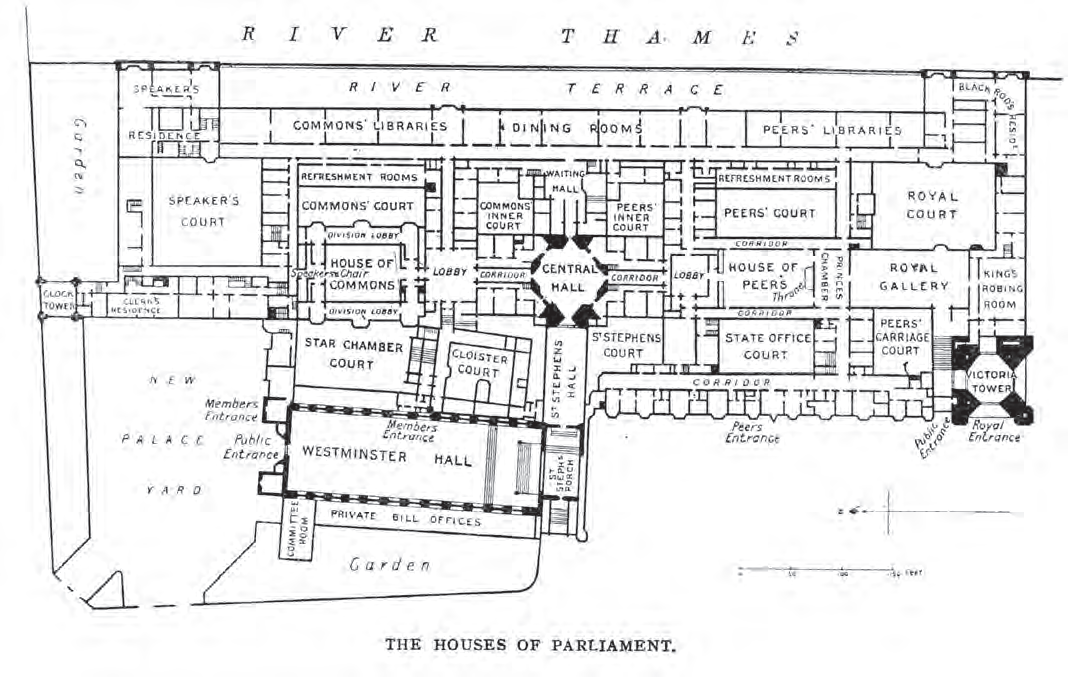 RIVER THAMES
RIVER TERRACE
SPEAKER'S
RESIDENCE
Garden
COMMONS' LIBRARIES
DINING ROOMS
PEERS' LIBRARIES
BLACK RODS RESID.
SPEAKER'S
COURT
REFRESHMENT ROOMS
COMMONS' COURT
DIVISION LOBBY
HOUSE OF
COMMONS
Speakers Chair
DIVISION LOBBY
LOBBY
COMMONS'
INNER
COURT
WAITING
HALL
PEERS'
INNER
COURT
CORRIDOR
CENTRAL
HALL
CORRIDOR
LOBBY
REFRESHMENT ROOMS
PEERS' COURT
CORRIDOR
HOUSE OF
PEERS
Throne
PRINCES
CHAMBER
CORRIDOR
ROYAL
COURT
ROYAL
GALLERY
KING'S
ROBING
ROOM
CLOCK
TOWER
CLERK'S
RESIDENCE
STAR CHAMBER
COURT
CLOISTER
COURT
ST STEPHENS
HALL
ST STEPHENS
COURT
STATE OFFICE
COURT
PEERS'
CARRIAGE
COURT
VICTORIA
TOWER
CORRIDOR
NEW
PALACE
YARD
Members
Entrance
Public
Entrance
Members
Entrance
WESTMINSTER HALL
ST
STEPHS
PORCH
Peers
Entrance
Public
Entrance
Royal
Entrance
COMMITTEE
ROOM
PRIVATE BILL OFFICES
Garden
N
0 50 100 150 FEET
THE HOUSES OF PARLIAMENT.